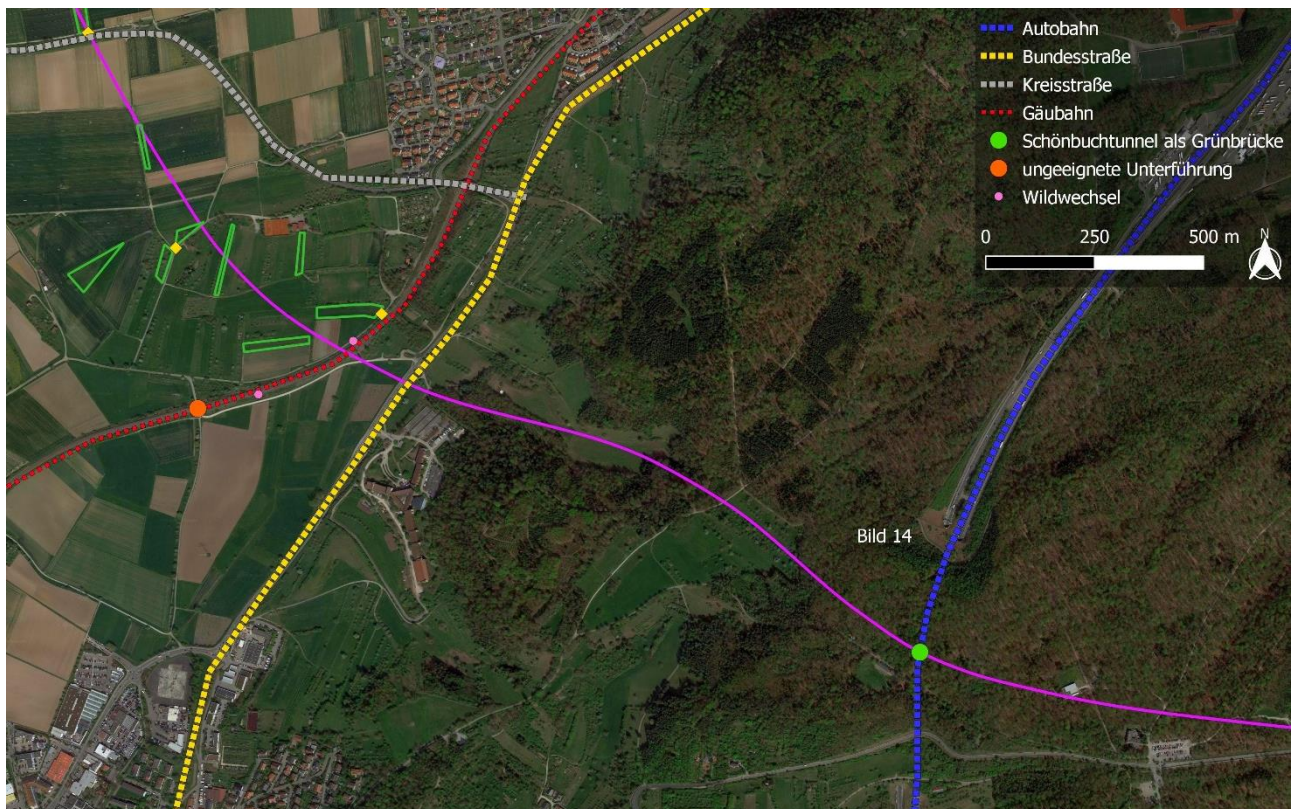 Autobahn
Bundesstraße
Kreisstraße
Gäubahn
Schönbuchtunnel als Grünbrücke
ungeeignete Unterführung
Wildwechsel
0 250 500 m
N
Bild 14